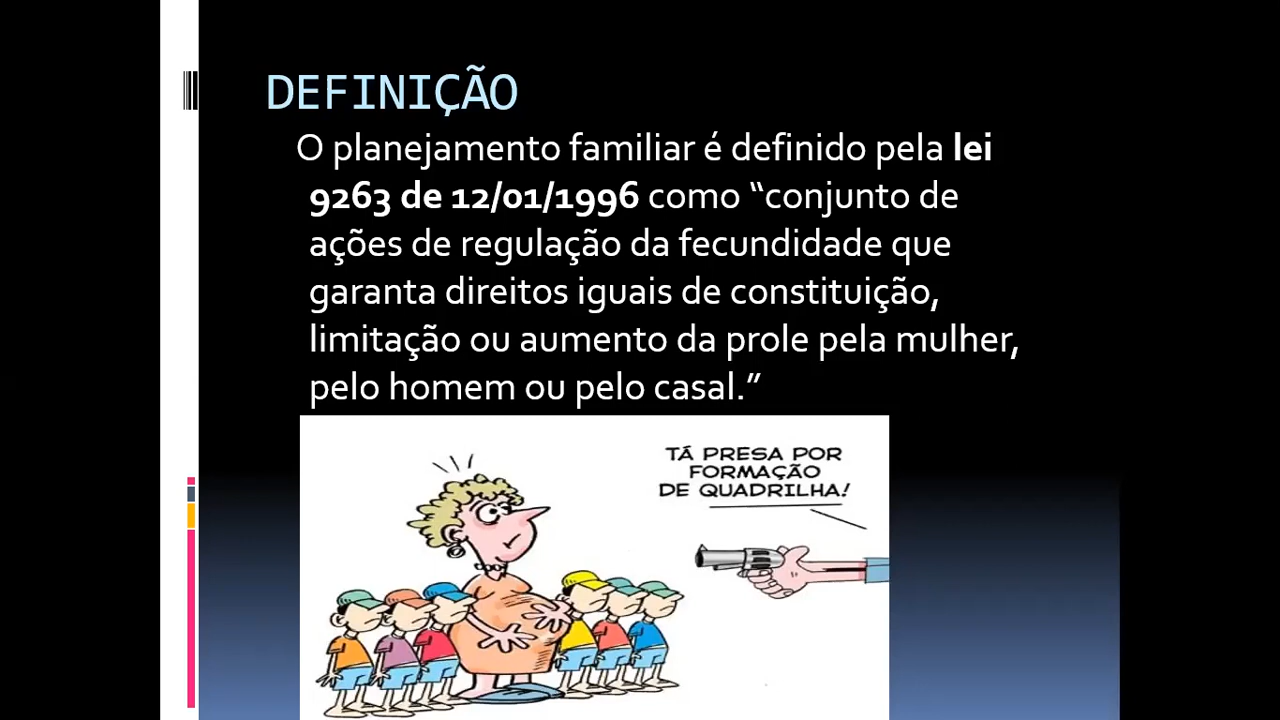 DEFINIÇÃO
O planejamento familiar é definido pela lei
9263 de 12/01/1996 como “conjunto de
ações de regulação da fecundidade que
garanta direitos iguais de constituição,
limitação ou aumento da prole pela mulher,
pelo homem ou pelo casal.”
TÁ PRESA POR
FORMAÇÃO
DE QUADRILHA!